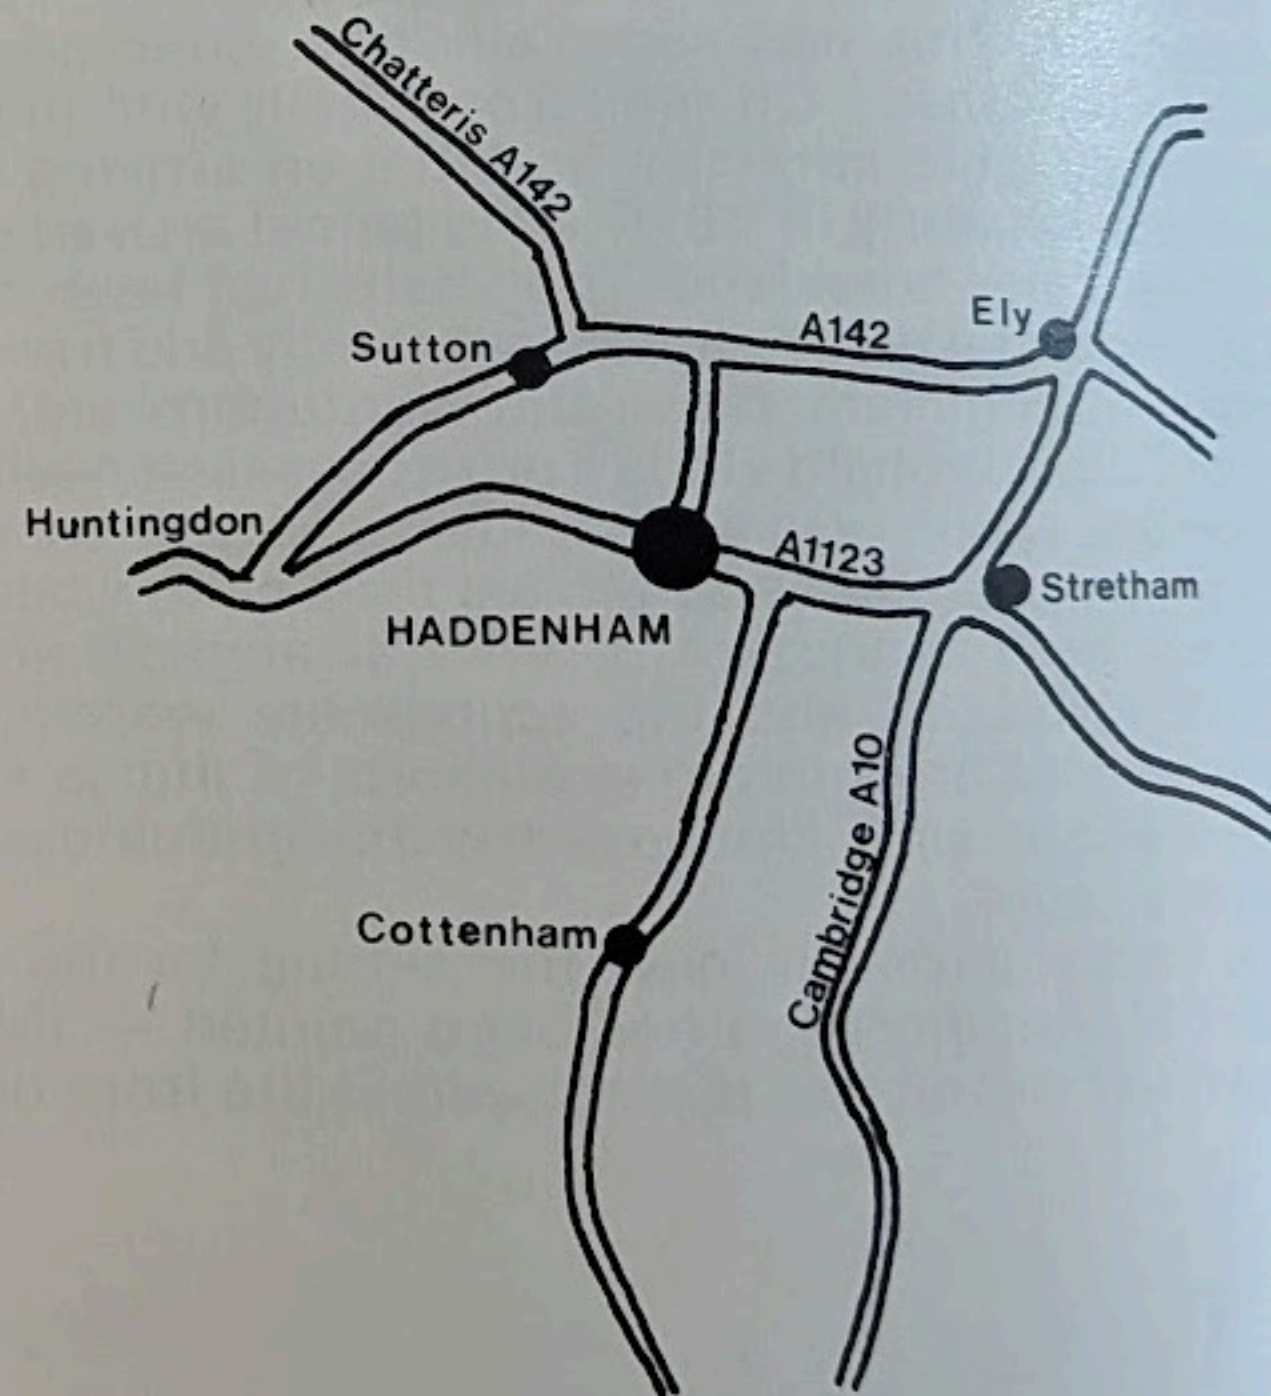 Chatteris A142
Ely
A142
Sutton
Huntingdon
A1123
Stretham
HADDENHAM
Cambridge A10
Cottenham